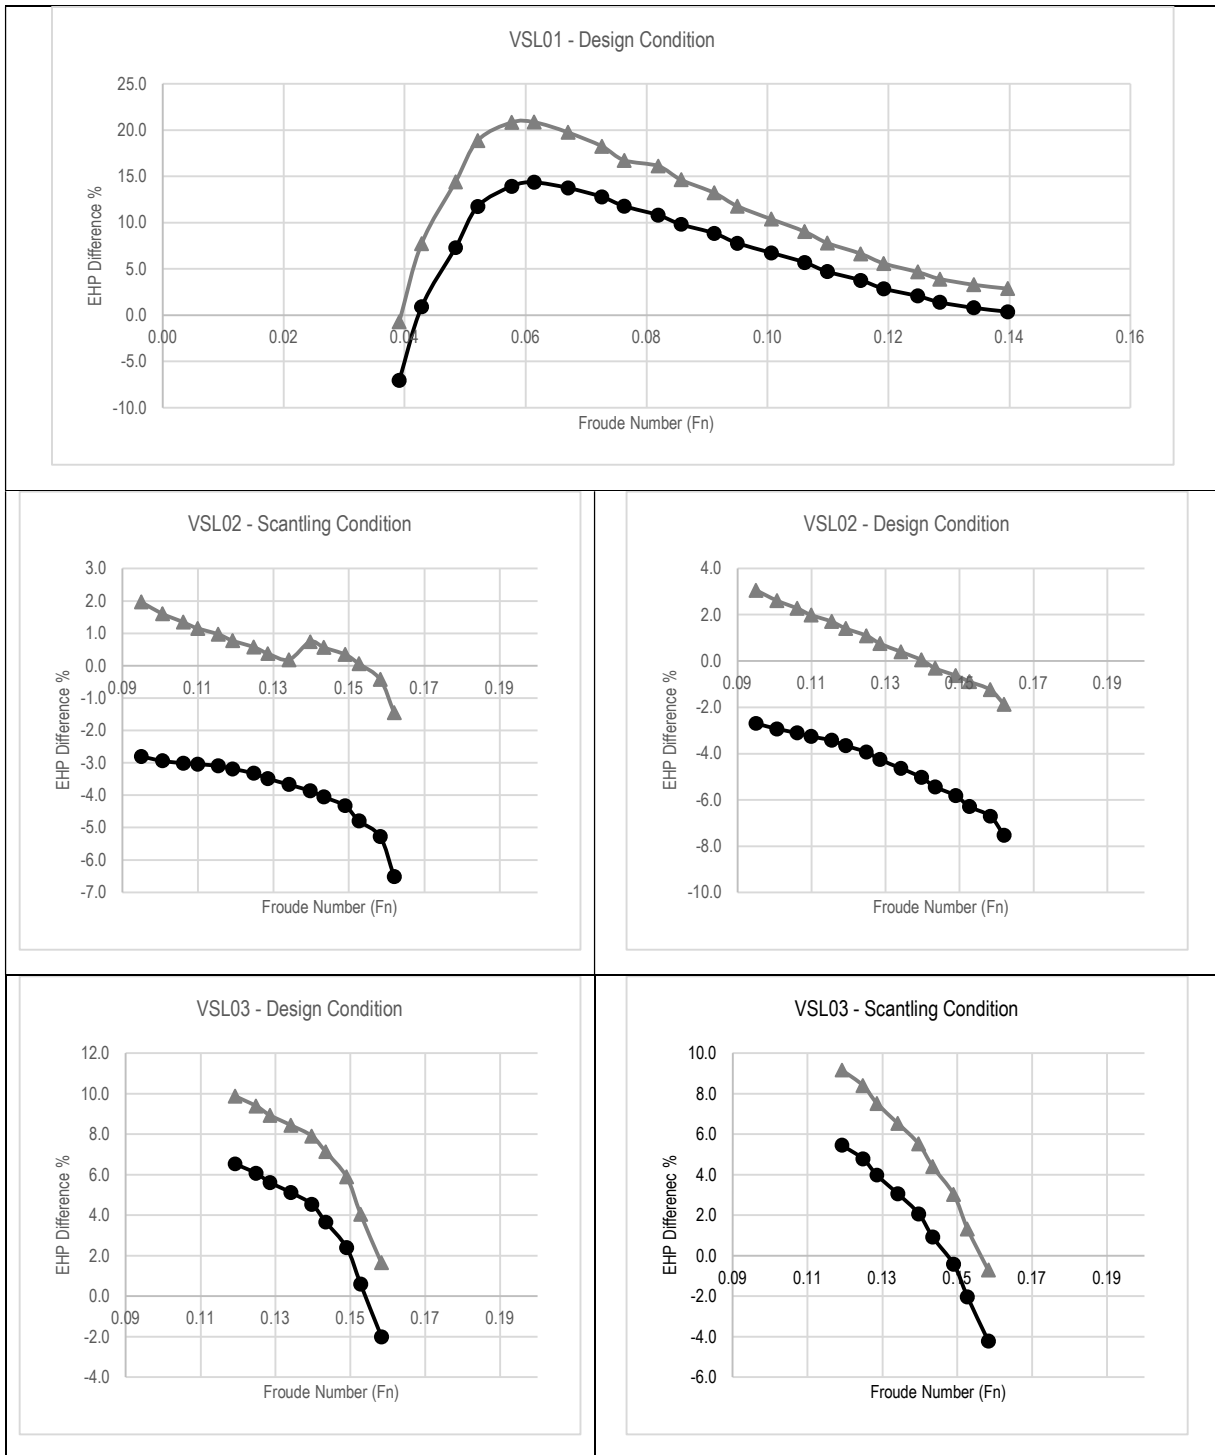 VSL01 - Design Condition
25.0
20.0
15.0
10.0
5.0
0.0
-5.0
-10.0
EHP Difference %
0.00 0.02 0.04 0.06 0.08 0.10 0.12 0.14 0.16
Froude Number (Fn)
VSL02 - Scantling Condition
3.0
2.0
1.0
0.0
-1.0
-2.0
-3.0
-4.0
-5.0
-6.0
-7.0
EHP Difference %
0.09 0.11 0.13 0.15 0.17 0.19
Froude Number (Fn)
VSL02 - Design Condition
4.0
2.0
0.0
-2.0
-4.0
-6.0
-8.0
-10.0
EHP Difference %
0.09 0.11 0.13 0.15 0.17 0.19
Froude Number (Fn)
VSL03 - Design Condition
12.0
10.0
8.0
6.0
4.0
2.0
0.0
-2.0
-4.0
EHP Difference %
0.09 0.11 0.13 0.15 0.17 0.19
Froude Number (Fn)
VSL03 - Scantling Condition
10.0
8.0
6.0
4.0
2.0
0.0
-2.0
-4.0
-6.0
EHP Differenec %
0.09 0.11 0.13 0.15 0.17 0.19
Froude Number (Fn)